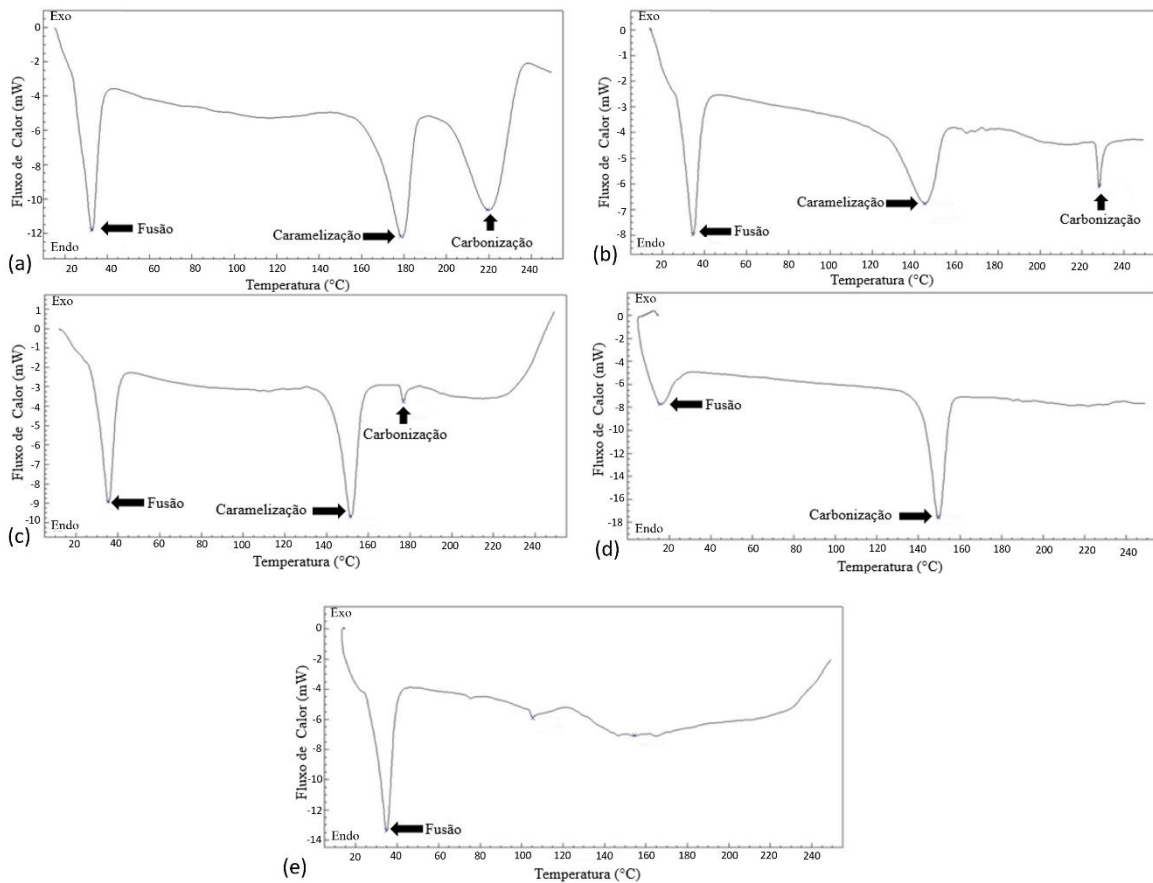 Exo
0
-2
-4
-6
-8
-10
-12
Fluxo de Calor (mW)
Fusão
Caramelização
Carbonização
Endo
20 40 60 80 100 120 140 160 180 200 220 240
Temperatura (°C)
(a)
Exo
0
-1
-2
-3
-4
-5
-6
-7
-8
Fluxo de Calor (mW)
Caramelização
Carbonização
Fusão
Endo
20 40 60 80 100 120 140 160 180 200 220 240
Temperatura (°C)
(b)
Exo
1
0
-1
-2
-3
-4
-5
-6
-7
-8
-9
-10
Fluxo de Calor (mW)
Carbonização
Fusão
Caramelização
Endo
20 40 60 80 100 120 140 160 180 200 220 240
Temperatura (°C)
(c)
Exo
0
-2
-4
-6
-8
-10
-12
-14
-16
-18
Fluxo de Calor (mW)
Fusão
Carbonização
Endo
20 40 60 80 100 120 140 160 180 200 220 240
Temperatura (°C)
(d)
Exo
0
-2
-4
-6
-8
-10
-12
-14
Fluxo de Calor (mW)
Fusão
Endo
20 40 60 80 100 120 140 160 180 200 220 240
Temperatura (°C)
(e)